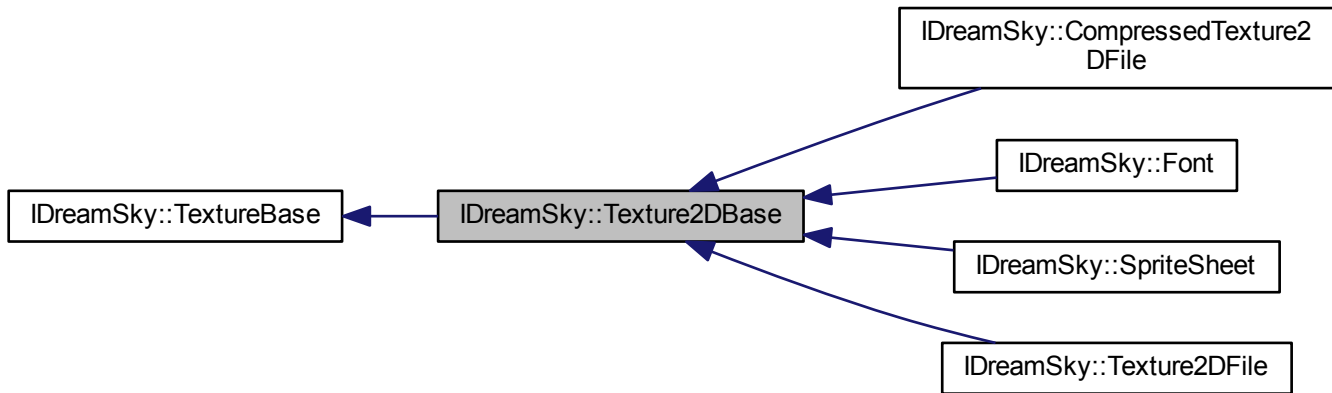 IDreamSky::CompressedTexture2
DFile
IDreamSky::Font
IDreamSky::TextureBase
IDreamSky::Texture2DBase
IDreamSky::SpriteSheet
IDreamSky::Texture2DFile